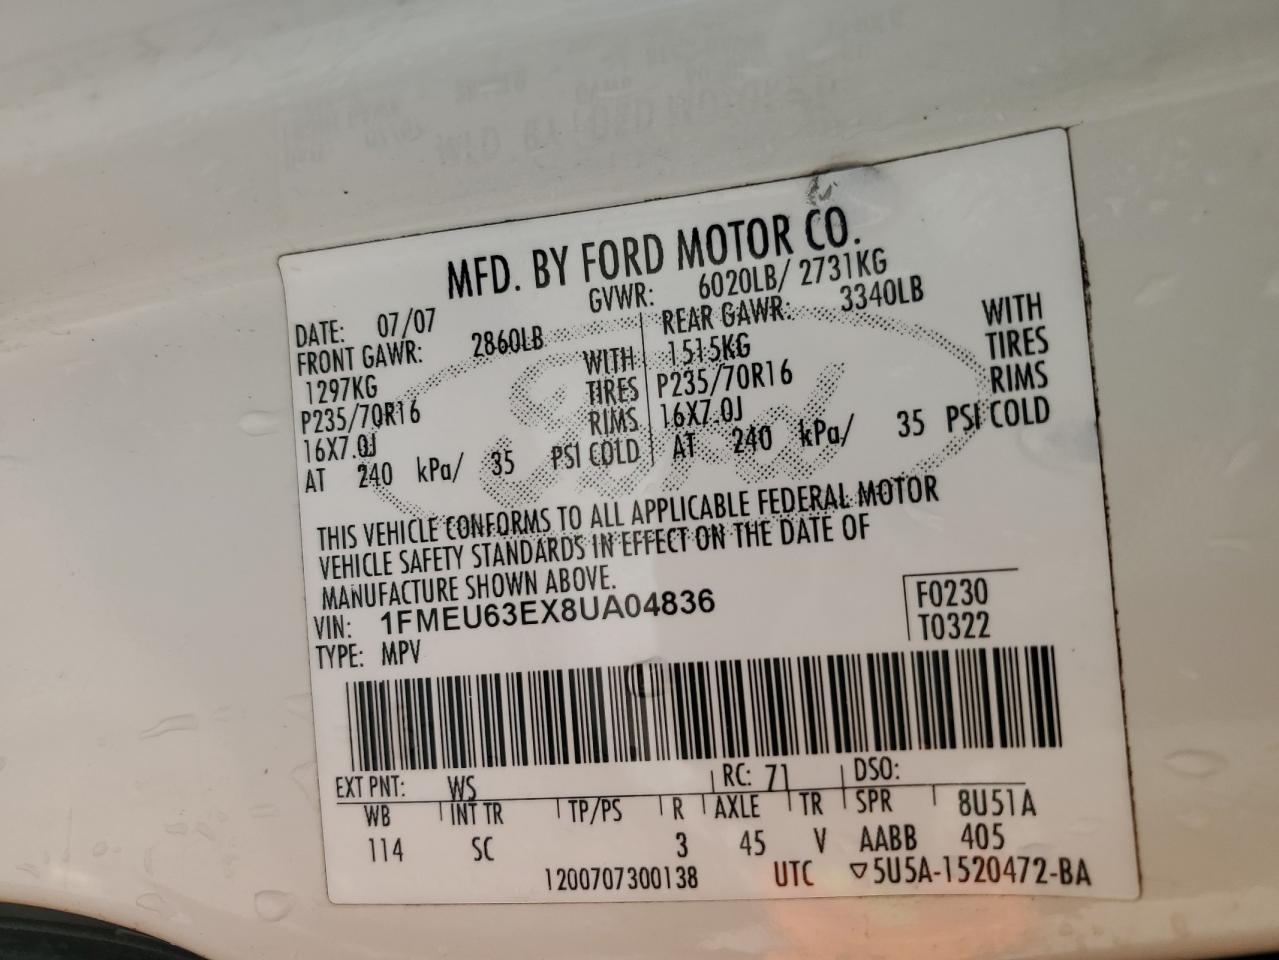 MFD. BY FORD MOTOR CO.
DATE: 07/07 GVWR: 6020LB/ 2731KG
FRONT GAWR: 2860LB REAR GAWR: 3340LB
1297KG WITH 1515KG WITH
P235/70R16 TIRES P235/70R16 TIRES
16X7.0J RIMS 16X7.0J RIMS
AT 240 kPa/ 35 PSI COLD AT 240 kPa/ 35 PSI COLD
Ford
THIS VEHICLE CONFORMS TO ALL APPLICABLE FEDERAL MOTOR
VEHICLE SAFETY STANDARDS IN EFFECT ON THE DATE OF
MANUFACTURE SHOWN ABOVE.
VIN: 1FMEU63EX8UA04836 F0230
TYPE: MPV T0322
EXT PNT: WS RC: 71 DSO:
WB INT TR TP/PS R AXLE TR SPR 8U51A
114 SC 3 45 V AABB 405
1200707300138 UTC ▽5U5A-1520472-BA